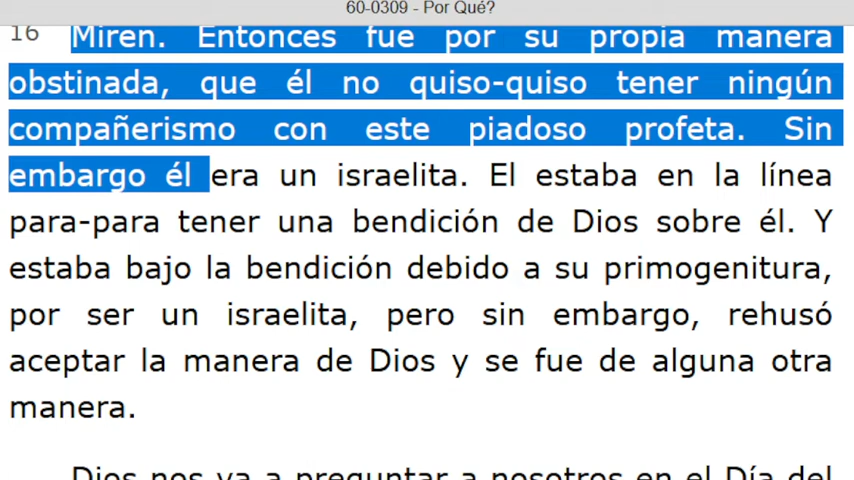 60-0309 - Por Qué?
16 Miren. Entonces fue por su propia manera
obstinada, que él no quiso-quiso tener ningún
compañerismo con este piadoso profeta. Sin
embargo él era un israelita. El estaba en la línea
para-para tener una bendición de Dios sobre él. Y
estaba bajo la bendición debido a su primogenitura,
por ser un israelita, pero sin embargo, rehusó
aceptar la manera de Dios y se fue de alguna otra
manera.
Dios nos va a preguntar a nosotros en el Día del